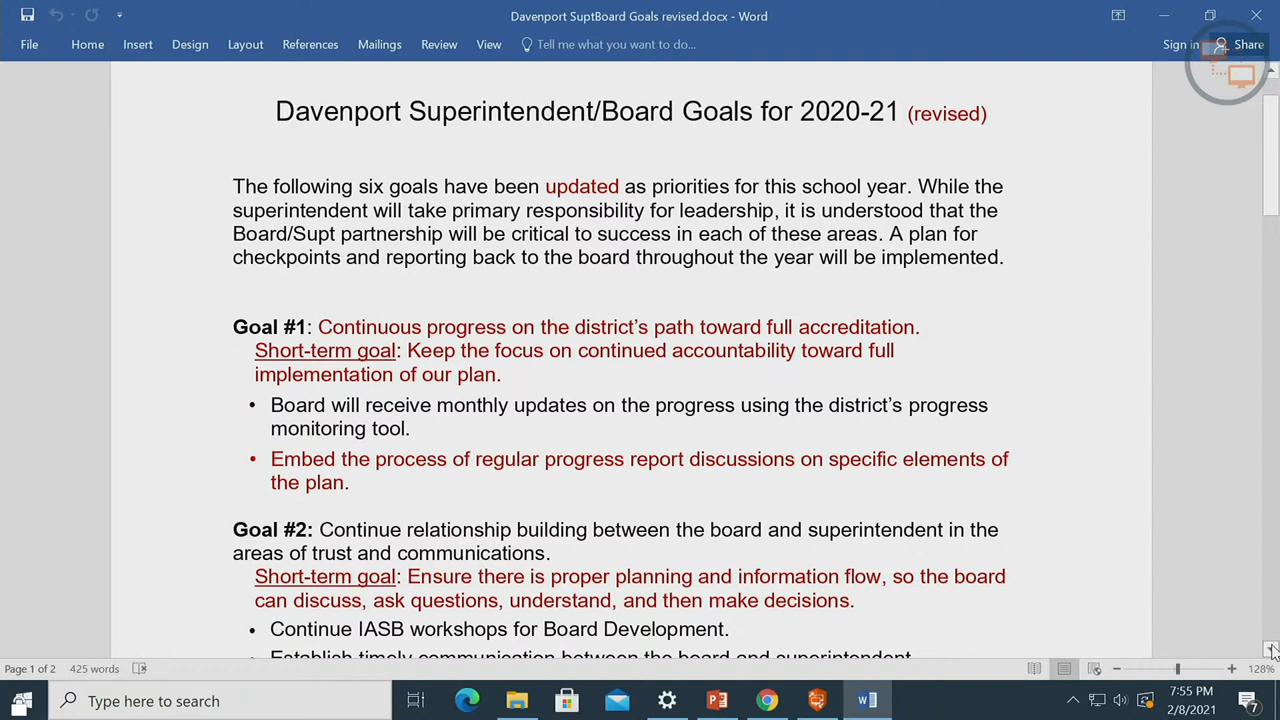 Davenport SuptBoard Goals revised.docx - Word
File Home Insert Design Layout References Mailings Review View Tell me what you want to do... Sign in Share
Davenport Superintendent/Board Goals for 2020-21 (revised)
The following six goals have been updated as priorities for this school year. While the
superintendent will take primary responsibility for leadership, it is understood that the
Board/Supt partnership will be critical to success in each of these areas. A plan for
checkpoints and reporting back to the board throughout the year will be implemented.
Goal #1: Continuous progress on the district's path toward full accreditation.
Short-term goal: Keep the focus on continued accountability toward full
implementation of our plan.
• Board will receive monthly updates on the progress using the district's progress
monitoring tool.
• Embed the process of regular progress report discussions on specific elements of
the plan.
Goal #2: Continue relationship building between the board and superintendent in the
areas of trust and communications.
Short-term goal: Ensure there is proper planning and information flow, so the board
can discuss, ask questions, understand, and then make decisions.
• Continue IASB workshops for Board Development.
• Establish timely communication between the board and superintendent
Page 1 of 2 425 words 128%
Type here to search
7:55 PM
2/8/2021
7